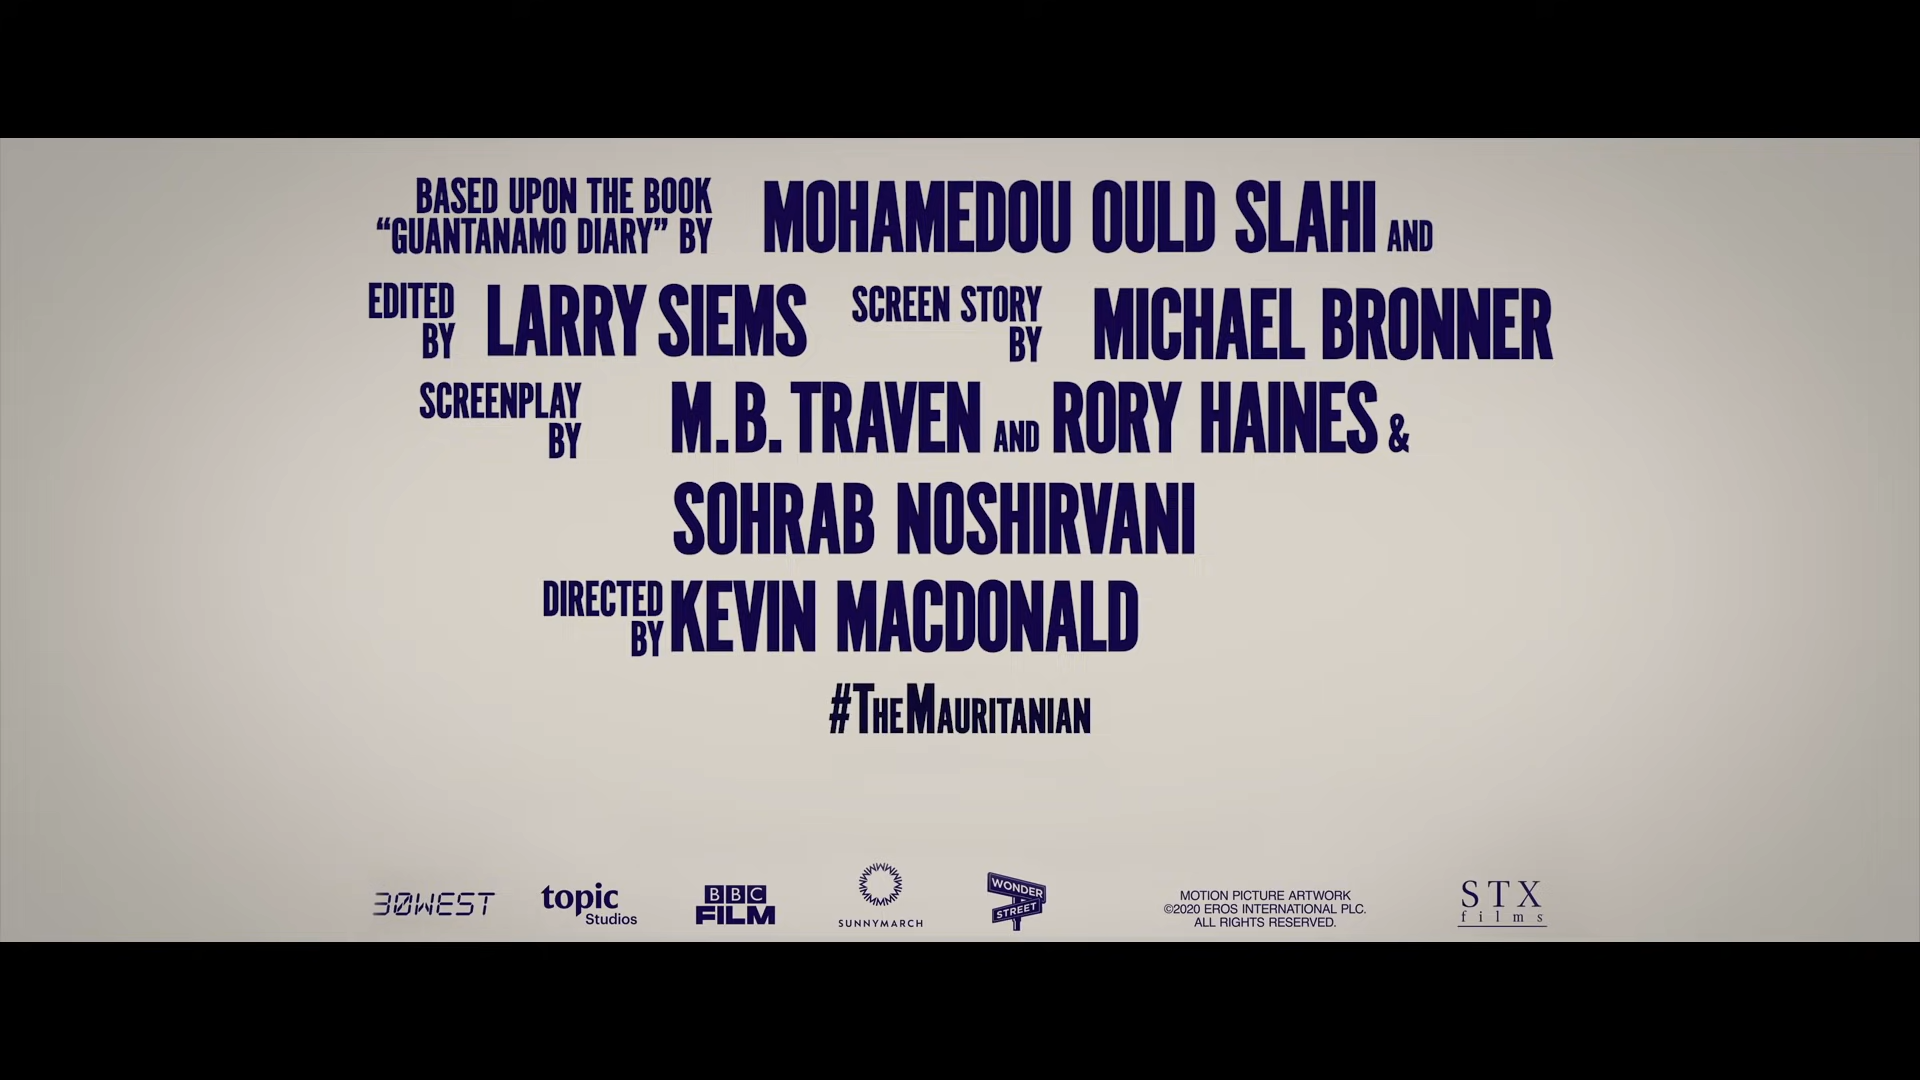 BASED UPON THE BOOK
“GUANTANAMO DIARY” BY
MOHAMEDOU OULD SLAHI AND
EDITED
BY
LARRY SIEMS
SCREEN STORY
BY
MICHAEL BRONNER
SCREENPLAY
BY
M.B. TRAVEN AND RORY HAINES &
SOHRAB NOSHIRVANI
DIRECTED
BY
KEVIN MACDONALD
#THEMAURITANIAN
30WEST
topic
Studios
BBC
FILM
SUNNYMARCH
WONDER
STREET
MOTION PICTURE ARTWORK
©2020 EROS INTERNATIONAL PLC.
ALL RIGHTS RESERVED.
STX
films